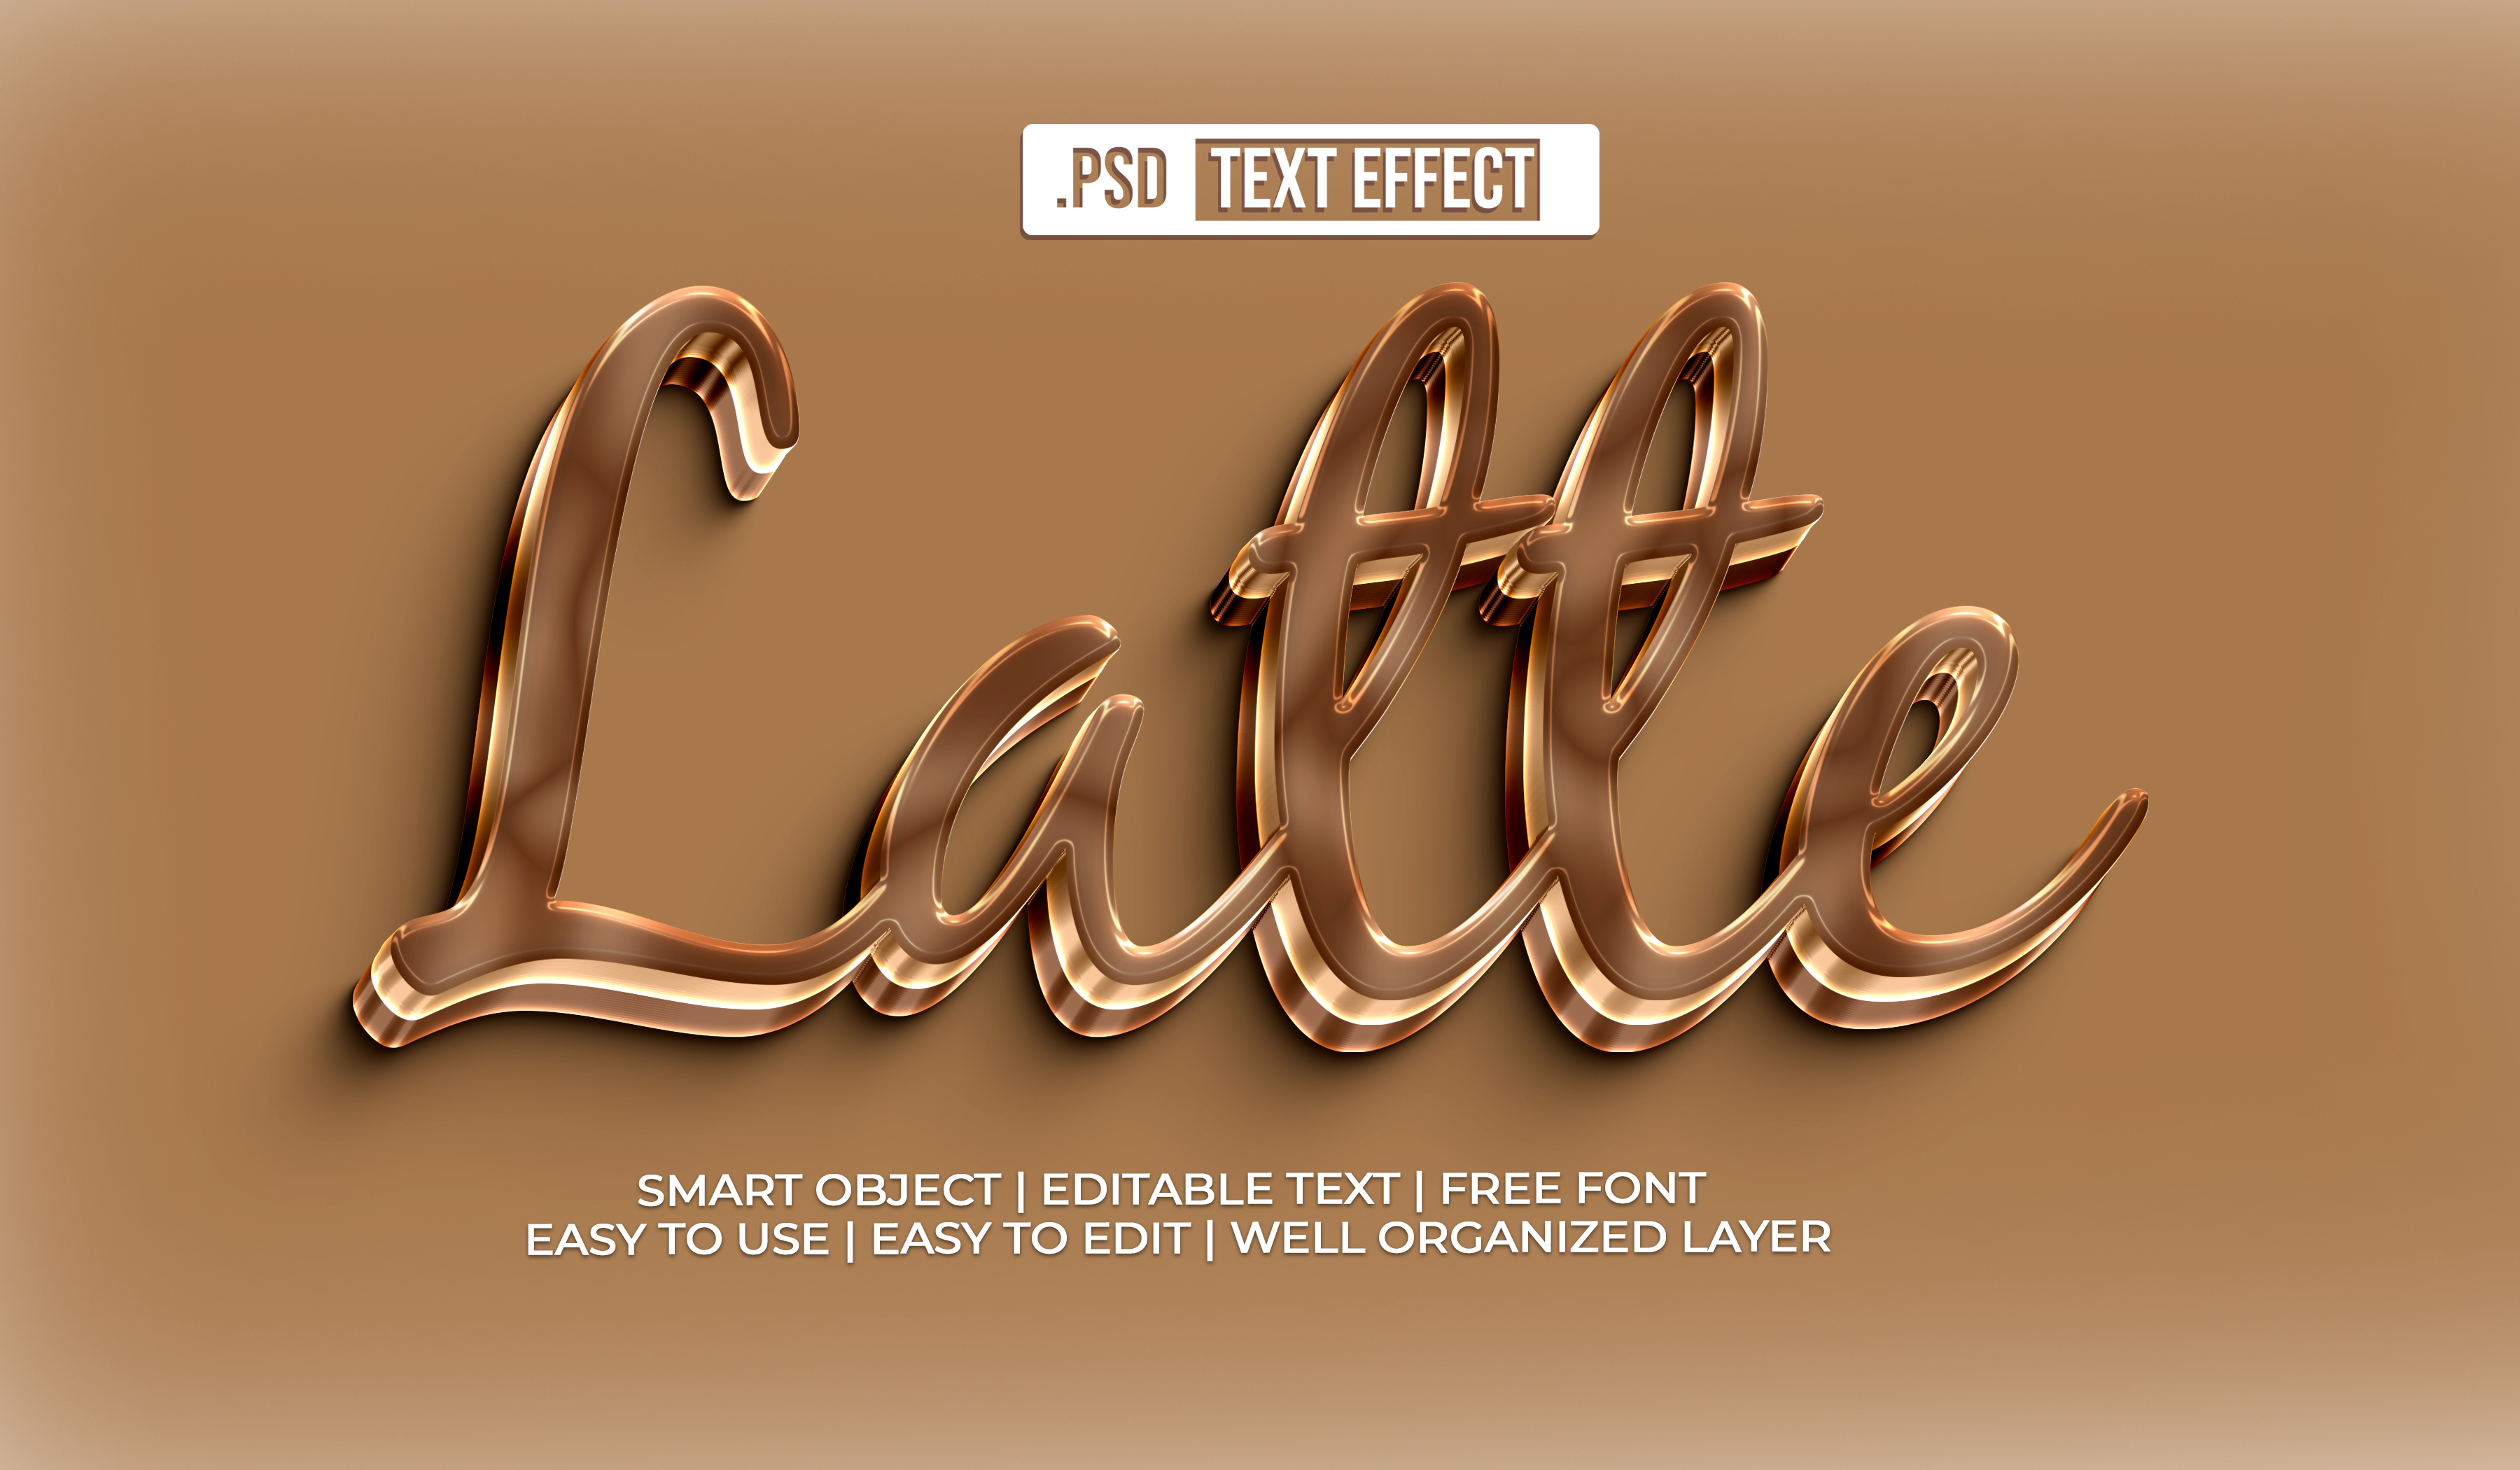 .PSD TEXT EFFECT
Latte
SMART OBJECT | EDITABLE TEXT | FREE FONT
EASY TO USE | EASY TO EDIT | WELL ORGANIZED LAYER